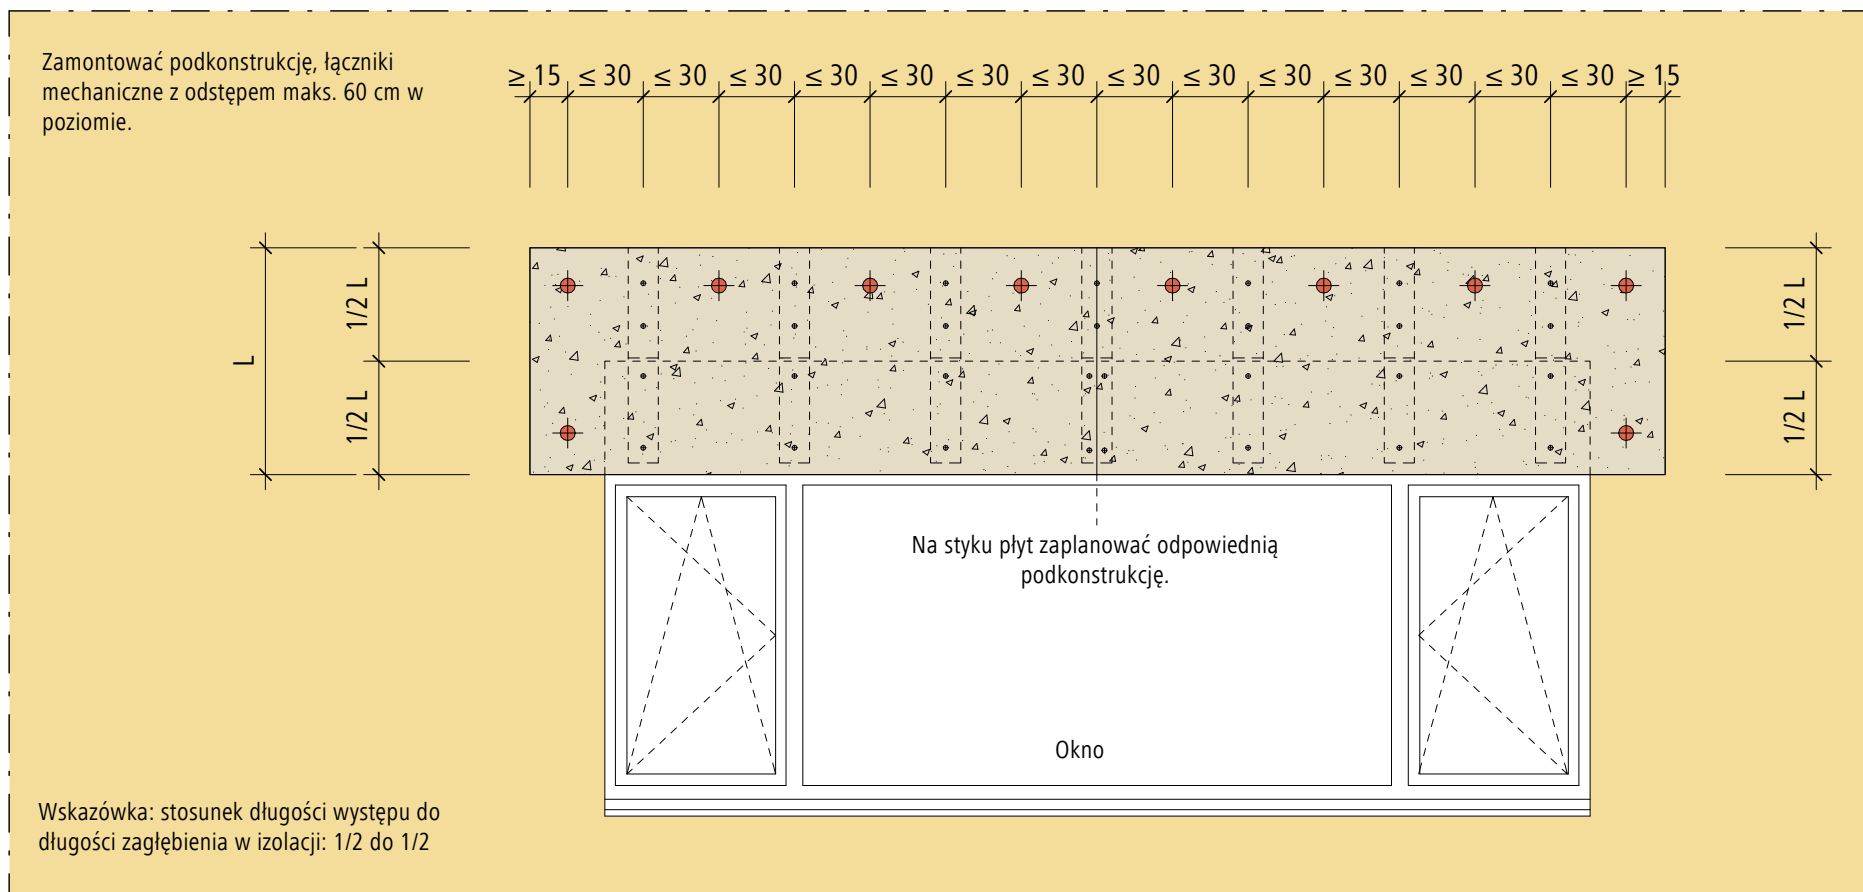 Zamontować podkonstrukcję, łączniki
mechaniczne z odstępem maks. 60 cm w
poziomie.
≥ 15 ≤ 30 ≤ 30 ≤ 30 ≤ 30 ≤ 30 ≤ 30 ≤ 30 ≤ 30 ≤ 30 ≤ 30 ≤ 30 ≤ 30 ≤ 30 ≤ 30 ≥ 15
L
1/2 L
1/2 L
1/2 L
1/2 L
Na styku płyt zaplanować odpowiednią
podkonstrukcję.
Okno
Wskazówka: stosunek długości występu do
długości zagłębienia w izolacji: 1/2 do 1/2